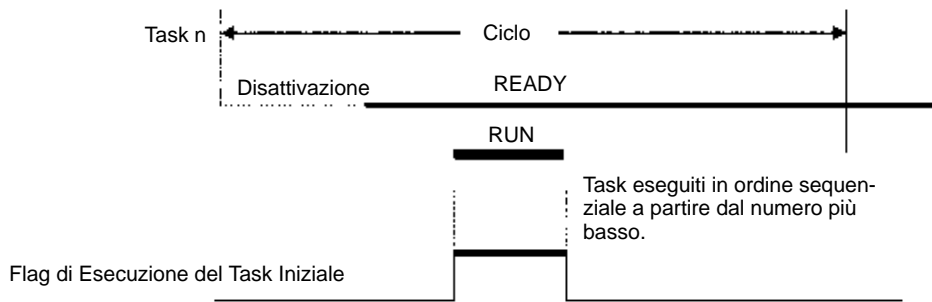 Task n
Ciclo
Disattivazione
READY
RUN
Task eseguiti in ordine sequen-
ziale a partire dal numero più
basso.
Flag di Esecuzione del Task Iniziale